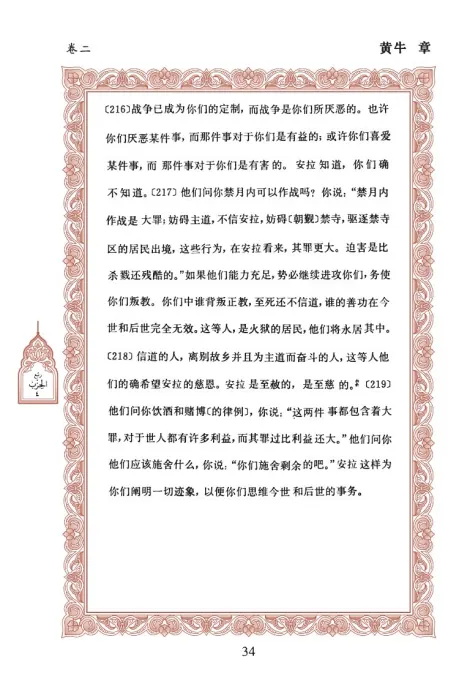 卷二
黄牛 章
〔216〕战争已成为你们的定制，而战争是你们所厌恶的。也许
你们厌恶某件事，而那件事对于你们是有益的；或许你们喜爱
某件事，而 那件事对于你们是有害的。 安拉 知道， 你们 确
不知道。〔217〕他们问你禁月内可以作战吗？ 你说：“禁月内
作战是 大罪；妨碍主道，不信安拉，妨碍〔朝觐〕禁寺，驱逐禁寺
区的居民出境，这些行为，在安拉看来，其罪更大。 迫害是比
杀戮还残酷的。”如果他们能力充足，势必继续进攻你们，务使
你们叛教。 你们中谁背叛正教，至死还不信道，谁的善功在今
世和后世完全无效。这等人，是火狱的居民，他们将永居其中。
〔218〕信道的人，离别故乡并且为主道而奋斗的人，这等人他
们的确希望安拉的慈恩。安拉 是至赦的， 是至慈 的。〔219〕
他们问你饮酒和赌博〔的律例〕，你说：“这两件 事都包含着大
罪，对于世人都有许多利益，而其罪过比利益还大。”他们问你
他们应该施舍什么，你说：“你们施舍剩余的吧。”安拉 这样为
你们阐明一切迹象，以便你们思维今世 和后世的事务。
ربع
الحزب
٤
34